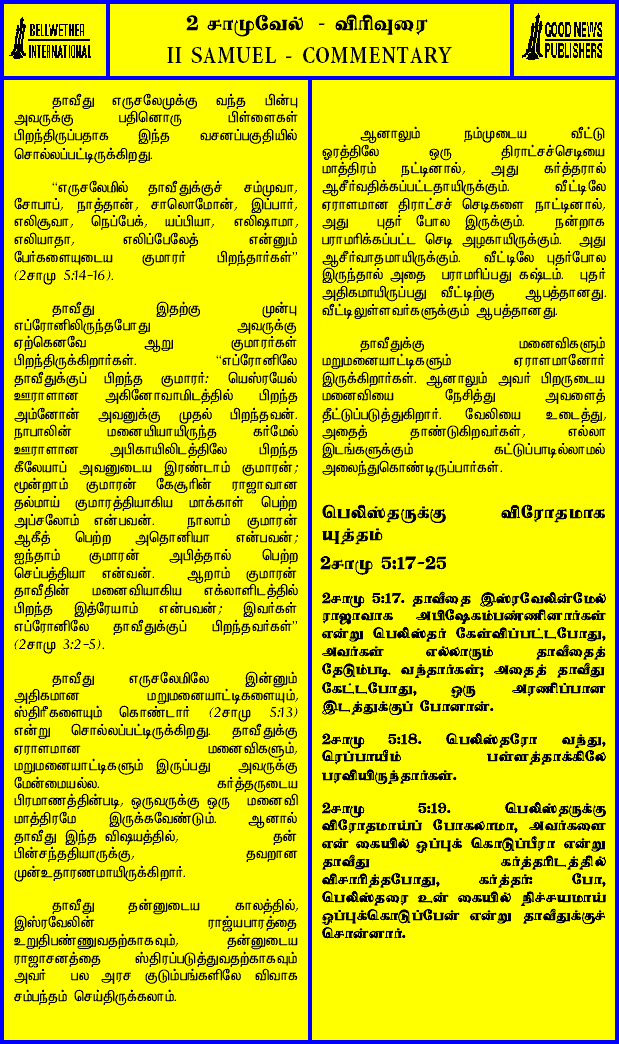 BELLWETHER
INTERNATIONAL
2 சாமுவேல் - விரிவுரை
II SAMUEL - COMMENTARY
GOOD NEWS
PUBLISHERS
தாவீது எருசலேமுக்கு வந்த பின்பு
அவருக்கு பதினொரு பிள்ளைகள்
பிறந்திருப்பதாக இந்த வசனப்பகுதியில்
சொல்லப்பட்டிருக்கிறது.
“எருசலேமில் தாவீதுக்குச் சம்முவா,
சோபாப், நாத்தான், சாலொமோன், இப்பார்,
எலிசூவா, நெப்பேக், யப்பியா, எலிஷாமா,
எலியாதா, எலிப்பேலேத் என்னும்
பேர்களையுடைய குமாரர் பிறந்தார்கள்”
(2சாமு 5:14-16).
தாவீது இதற்கு முன்பு
எப்ரோனிலிருந்தபோது அவருக்கு
ஏற்கெனவே ஆறு குமாரர்கள்
பிறந்திருக்கிறார்கள். “எப்ரோனிலே
தாவீதுக்குப் பிறந்த குமாரர்: யெஸ்ரயேல்
ஊராளான அகினோவாமிடத்தில் பிறந்த
அம்னோன் அவனுக்கு முதல் பிறந்தவன்.
நாபாலின் மனையியாயிருந்த கர்மேல்
ஊராளான அபிகாயிலிடத்திலே பிறந்த
கீலேயாப் அவனுடைய இரண்டாம் குமாரன்;
மூன்றாம் குமாரன் கேசூரின் ராஜாவான
தல்மாய் குமாரத்தியாகிய மாக்காள் பெற்ற
அப்சலோம் என்பவன். நாலாம் குமாரன்
ஆகீத் பெற்ற அதொனியா என்பவன்;
ஐந்தாம் குமாரன் அபித்தால் பெற்ற
செப்பத்தியா என்வன். ஆறாம் குமாரன்
தாவீதின் மனைவியாகிய எக்லாளிடத்தில்
பிறந்த இத்ரேயாம் என்பவன்; இவர்கள்
எப்ரோனிலே தாவீதுக்குப் பிறந்தவர்கள்”
(2சாமு 3:2-5).
தாவீது எருசலேமிலே இன்னும்
அதிகமான மறுமனையாட்டிகளையும்,
ஸ்திரீகளையும் கொண்டார் (2சாமு 5:13)
என்று சொல்லப்பட்டிருக்கிறது. தாவீதுக்கு
ஏராளமான மனைவிகளும்,
மறுமனையாட்டிகளும் இருப்பது அவருக்கு
மேன்மையல்ல. கர்த்தருடைய
பிரமாணத்தின்படி, ஒருவருக்கு ஒரு மனைவி
மாத்திரமே இருக்கவேண்டும். ஆனால்
தாவீது இந்த விஷயத்தில், தன்
பின்சந்ததியாருக்கு, தவறான
முன்உதாரணமாயிருக்கிறார்.
தாவீது தன்னுடைய காலத்தில்,
இஸ்ரவேலின் ராஜ்யபாரத்தை
உறுதிபண்ணுவதற்காகவும், தன்னுடைய
ராஜாசனத்தை ஸ்திரப்படுத்துவதற்காகவும்
அவர் பல அரச குடும்பங்களிலே விவாக
சம்பந்தம் செய்திருக்கலாம்.
ஆனாலும் நம்முடைய வீட்டு
ஓரத்திலே ஒரு திராட்சச்செடியை
மாத்திரம் நட்டினால், அது கர்த்தரால்
ஆசீர்வதிக்கப்பட்டதாயிருக்கும். வீட்டிலே
ஏராளமான திராட்சச் செடிகளை நாட்டினால்,
அது புதர் போல இருக்கும். நன்றாக
பராமரிக்கப்பட்ட செடி அழகாயிருக்கும். அது
ஆசீர்வாதமாயிருக்கும். வீட்டிலே புதர்போல
இருந்தால் அதை பராமரிப்பது கஷ்டம். புதர்
அதிகமாயிருப்பது வீட்டிற்கு ஆபத்தானது.
வீட்டிலுள்ளவர்களுக்கும் ஆபத்தானது.
தாவீதுக்கு மனைவிகளும்
மறுமனையாட்டிகளும் ஏராளமானோர்
இருக்கிறார்கள். ஆனாலும் அவர் பிறருடைய
மனைவியை நேசித்து அவளைத்
தீட்டுப்படுத்துகிறார். வேலியை உடைத்து,
அதைத் தாண்டுகிறவர்கள், எல்லா
இடங்களுக்கும் கட்டுப்பாடில்லாமல்
அலைந்துகொண்டிருப்பார்கள்.
பெலிஸ்தருக்கு விரோதமாக
யுத்தம்
2சாமு 5:17-25
2சாமு 5:17. தாவீதை இஸ்ரவேலின்மேல்
ராஜாவாக அபிஷேகம்பண்ணினார்கள்
என்று பெலிஸ்தர் கேள்விப்பட்டபோது,
அவர்கள் எல்லாரும் தாவீதைத்
தேடும்படி வந்தார்கள்; அதைத் தாவீது
கேட்டபோது, ஒரு அரணிப்பான
இடத்துக்குப் போனான்.
2சாமு 5:18. பெலிஸ்தரோ வந்து,
ரெப்பாயீம் பள்ளத்தாக்கிலே
பரவியிருந்தார்கள்.
2சாமு 5:19. பெலிஸ்தருக்கு
விரோதமாய்ப் போகலாமா, அவர்களை
என் கையில் ஒப்புக் கொடுப்பீரா என்று
தாவீது கர்த்தரிடத்தில்
விசாரித்தபோது, கர்த்தர்: போ,
பெலிஸ்தரை உன் கையில் நிச்சயமாய்
ஒப்புக்கொடுப்பேன் என்று தாவீதுக்குச்
சொன்னார்.